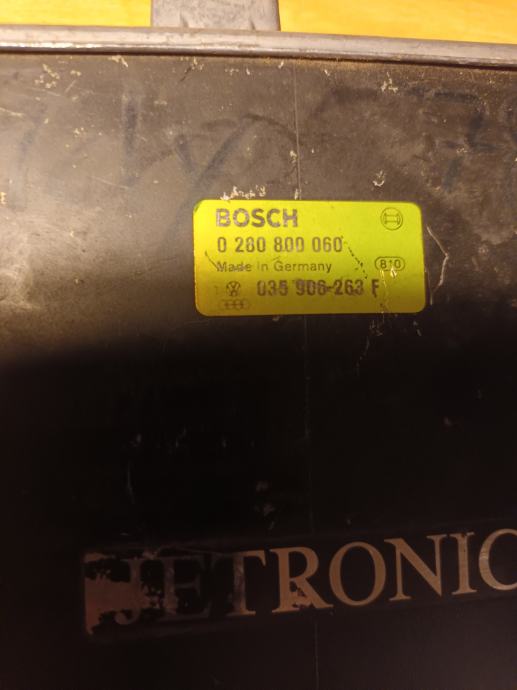 BOSCH
0 280 800 060
Made in Germany 810
035 906-263 F
JETRONIC